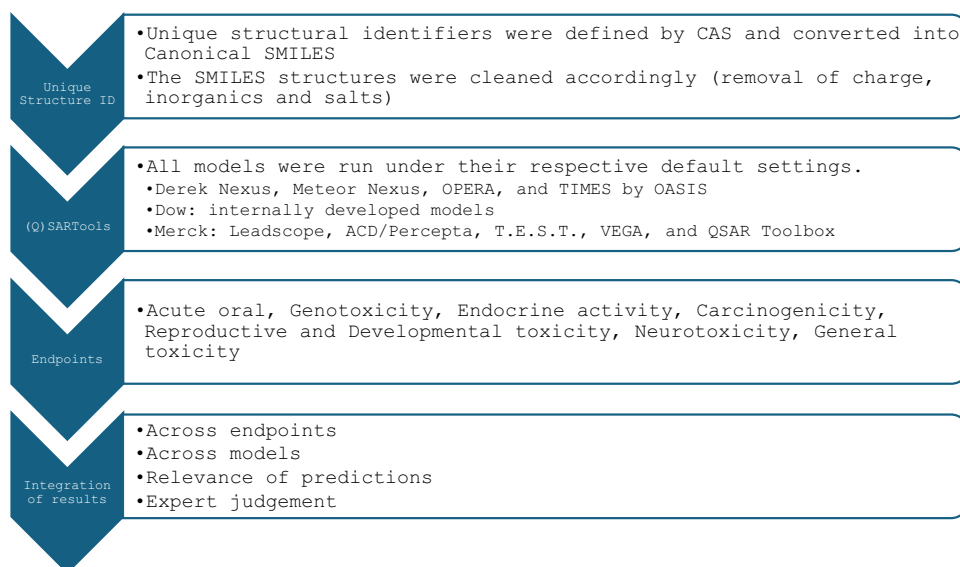 Unique
Structure ID
•Unique structural identifiers were defined by CAS and converted into
Canonical SMILES
•The SMILES structures were cleaned accordingly (removal of charge,
inorganics and salts)
(Q)SARTools
•All models were run under their respective default settings.
•Derek Nexus, Meteor Nexus, OPERA, and TIMES by OASIS
•Dow: internally developed models
•Merck: Leadscope, ACD/Percepta, T.E.S.T., VEGA, and QSAR Toolbox
Endpoints
•Acute oral, Genotoxicity, Endocrine activity, Carcinogenicity,
Reproductive and Developmental toxicity, Neurotoxicity, General
toxicity
Integration
of results
•Across endpoints
•Across models
•Relevance of predictions
•Expert judgement